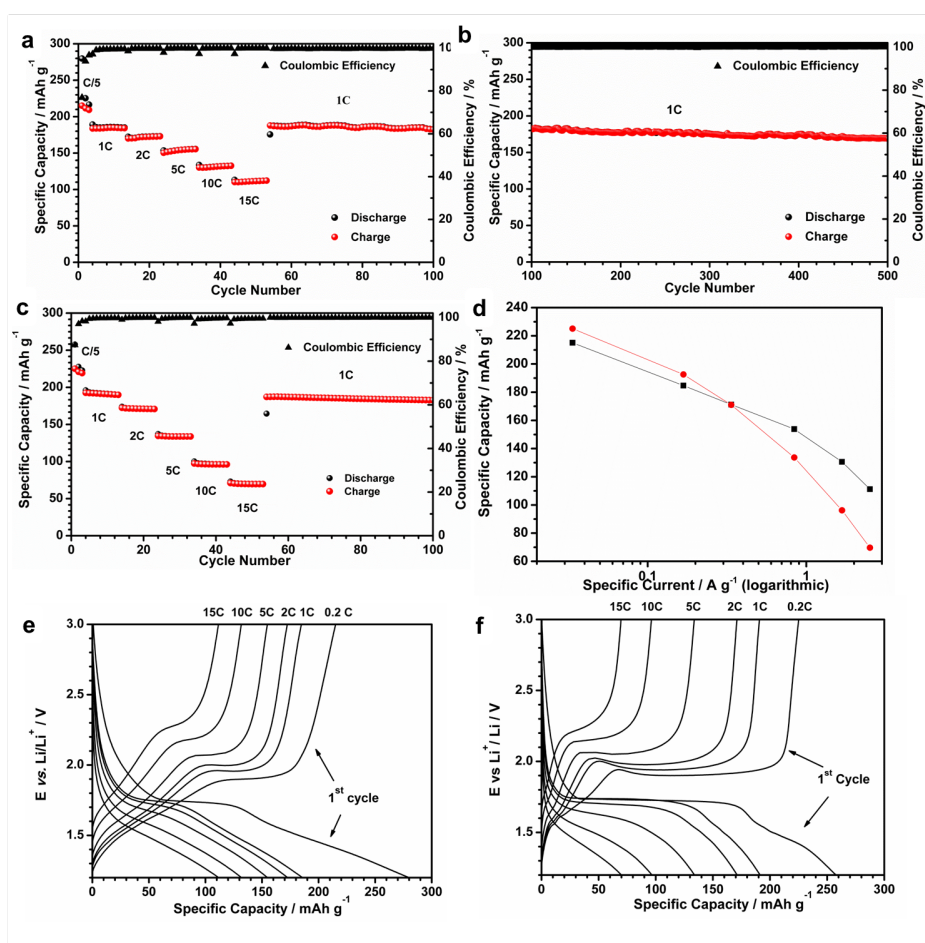 a
300
250
200
150
100
50
0
Specific Capacity / mAh g-1
C/5
1C
2C
5C
10C
15C
1C
Coulombic Efficiency
Discharge
Charge
10
80
60
40
20
0
Coulombic Efficiency / %
0 20 40 60 80 100
Cycle Number
b
300
250
200
150
100
50
0
Specific Capacity / mAh g-1
Coulombic Efficiency
1C
Discharge
Charge
100
80
60
40
20
0
Coulombic Efficiency / %
100 200 300 400 500
Cycle Number
c
300
250
200
150
100
50
0
Specific Capacity / mAh g-1
C/5
1C
2C
5C
10C
15C
1C
Coulombic Efficiency
Discharge
Charge
100
80
60
40
20
0
Coulombic Efficiency / %
0 20 40 60 80 100
Cycle Number
d
240
220
200
180
160
140
120
100
80
60
Specific Capacity / mAh g-1
0.1 1
Specific Current / A g-1 (logarithmic)
e
15C 10C 5C 2C 1C 0.2 C
3.0
2.5
2.0
1.5
E vs. Li/Li+ / V
1st cycle
0 50 100 150 200 250 300
Specific Capacity / mAh g-1
f
15C 10C 5C 2C 1C 0.2C
3.0
2.5
2.0
1.5
E vs Li+/ Li / V
1st Cycle
0 50 100 150 200 250 300
Specific Capacity / mAh g-1